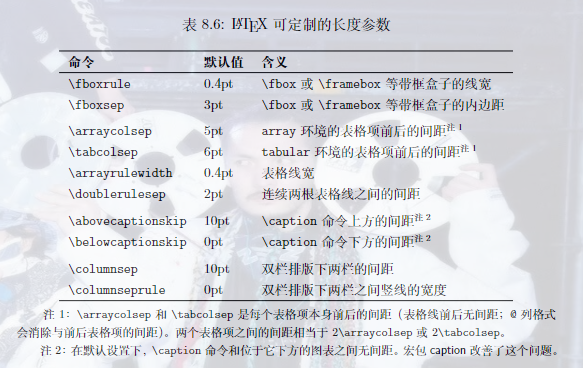 表 8.6: LATEX 可定制的长度参数
命令 默认值 含义
\fboxrule 0.4pt \fbox 或 \framebox 等带框盒子的线宽
\fboxsep 3pt \fbox 或 \framebox 等带框盒子的内边距
\arraycolsep 5pt array 环境的表格项前后的间距注 1
\tabcolsep 6pt tabular 环境的表格项前后的间距注 1
\arrayrulewidth 0.4pt 表格线宽
\doublerulesep 2pt 连续两根表格线之间的间距
\abovecaptionskip 10pt \caption 命令上方的间距注 2
\belowcaptionskip 0pt \caption 命令下方的间距注 2
\columnsep 10pt 双栏排版下两栏的间距
\columnseprule 0pt 双栏排版下两栏之间竖线的宽度
注 1：\arraycolsep 和 \tabcolsep 是每个表格项本身前后的间距（表格线前后无间距；@ 列格式
会消除与前后表格项的间距）。两个表格项之间的间距相当于 2\arraycolsep 或 2\tabcolsep。
注 2：在默认设置下，\caption 命令和位于它下方的图表之间无间距。宏包 caption 改善了这个问题。